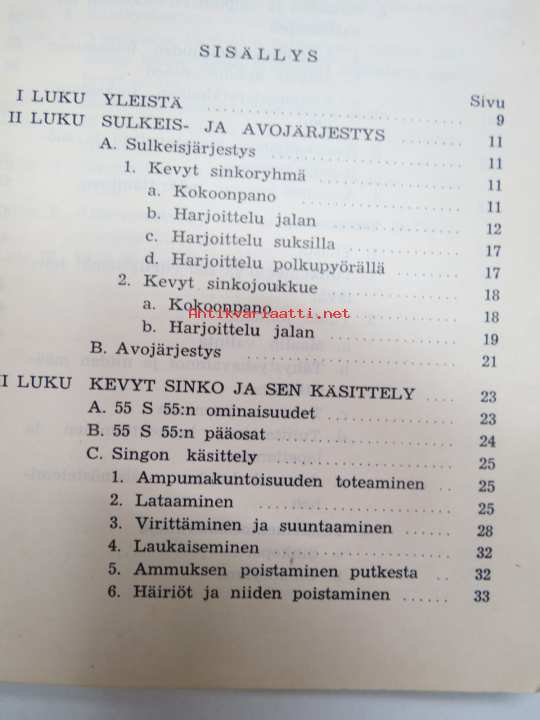 SISÄLLYS
Sivu
I LUKU YLEISTÄ 9
II LUKU SULKEIS- JA AVOJÄRJESTYS 11
A. Sulkeisjärjestys 11
1. Kevyt sinkoryhmä 11
a. Kokoonpano 11
b. Harjoittelu jalan 12
c. Harjoittelu suksilla 17
d. Harjoittelu polkupyörällä 17
2. Kevyt sinkojoukkue 18
a. Kokoonpano 18
Antikvariaatti.net
b. Harjoittelu jalan 19
B. Avojärjestys 21
I LUKU KEVYT SINKO JA SEN KÄSITTELY 23
A. 55 S 55:n ominaisuudet 23
B. 55 S 55:n pääosat 24
C. Singon käsittely 25
1. Ampumakuntoisuuden toteaminen 25
2. Lataaminen 25
3. Virittäminen ja suuntaaminen 28
4. Laukaiseminen 32
5. Ammuksen poistaminen putkesta 32
6. Häiriöt ja niiden poistaminen 33